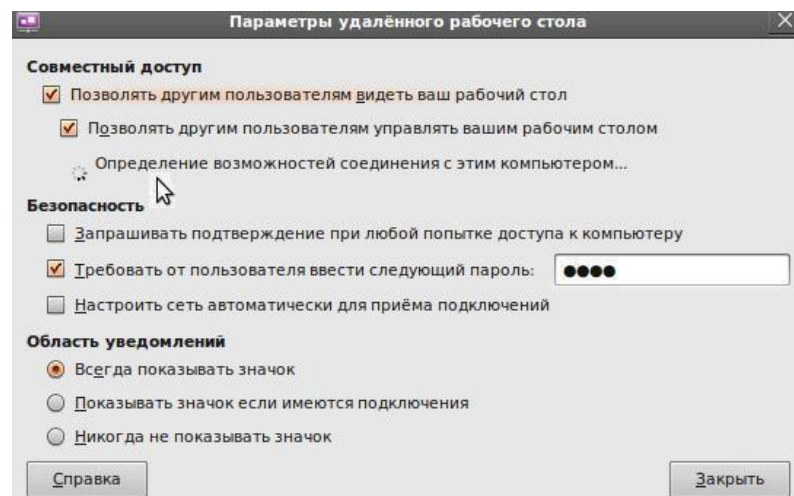 Параметры удалённого рабочего стола
Совместный доступ
Позволять другим пользователям видеть ваш рабочий стол
Позволять другим пользователям управлять вашим рабочим столом
Определение возможностей соединения с этим компьютером...
Безопасность
Запрашивать подтверждение при любой попытке доступа к компьютеру
Требовать от пользователя ввести следующий пароль: ●●●●
Настроить сеть автоматически для приёма подключений
Область уведомлений
Всегда показывать значок
Показывать значок если имеются подключения
Никогда не показывать значок
Справка Закрыть